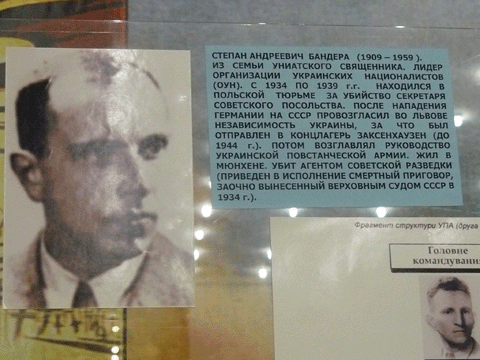 СТЕПАН АНДРЕЕВИЧ БАНДЕРА (1909 – 1959 ).
ИЗ СЕМЬИ УНИАТСКОГО СВЯЩЕННИКА. ЛИДЕР
ОРГАНИЗАЦИИ УКРАИНСКИХ НАЦИОНАЛИСТОВ
(ОУН). С 1934 ПО 1939 г.г. НАХОДИЛСЯ В
ПОЛЬСКОЙ ТЮРЬМЕ ЗА УБИЙСТВО СЕКРЕТАРЯ
СОВЕТСКОГО ПОСОЛЬСТВА. ПОСЛЕ НАПАДЕНИЯ
ГЕРМАНИИ НА СССР ПРОВОЗГЛАСИЛ ВО ЛЬВОВЕ
НЕЗАВИСИМОСТЬ УКРАИНЫ, ЗА ЧТО БЫЛ
ОТПРАВЛЕН В КОНЦЛАГЕРЬ ЗАКСЕНХАУЗЕН (ДО
1944 г.). ПОТОМ ВОЗГЛАВЛЯЛ РУКОВОДСТВО
УКРАИНСКОЙ ПОВСТАНЧЕСКОЙ АРМИИ. ЖИЛ В
МЮНХЕНЕ. УБИТ АГЕНТОМ СОВЕТСКОЙ РАЗВЕДКИ
(ПРИВЕДЕН В ИСПОЛНЕНИЕ СМЕРТНЫЙ ПРИГОВОР,
ЗАОЧНО ВЫНЕСЕННЫЙ ВЕРХОВНЫМ СУДОМ СССР В
1934 г.).
Фрагмент структури УПА (друга
Головне
командуванн